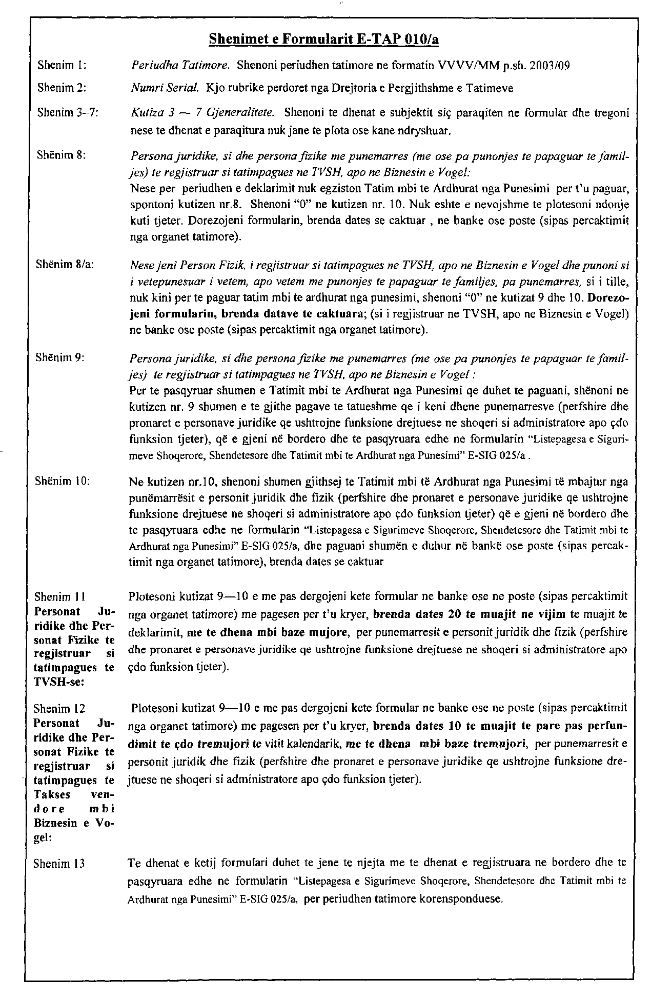 Shenimet e Formularit E-TAP 010/a
Shenim 1: Periudha Tatimore. Shenoni periudhen tatimore ne formatin VVVV/MM p.sh. 2003/09
Shenim 2: Numri Serial. Kjo rubrike perdoret nga Drejtoria e Pergjithshme e Tatimeve
Shenim 3–7: Kutiza 3 — 7 Gjeneralitete. Shenoni te dhenat e subjektit siç paraqiten ne formular dhe tregoni
nese te dhenat e paraqitura nuk jane te plota ose kane ndryshuar.
Shënim 8: Persona juridike, si dhe persona fizike me punemarres (me ose pa punonjes te papaguar te famil-
jes) te regjistruar si tatimpagues ne TVSH, apo ne Biznesin e Vogel:
Nese per periudhen e deklarimit nuk egziston Tatim mbi te Ardhurat nga Punesimi per t'u paguar,
spontoni kutizen nr.8. Shenoni “0” ne kutizen nr. 10. Nuk eshte e nevojshme te plotesoni ndonje
kuti tjeter. Dorezojeni formularin, brenda dates se caktuar , ne banke ose poste (sipas percaktimit
nga organet tatimore).
Shënim 8/a: Nese jeni Person Fizik, i regjistruar si tatimpagues ne TVSH, apo ne Biznesin e Vogel dhe punoni si
i vetepunesuar i vetem, apo vetem me punonjes te papaguar te familjes, pa punemarres, si i tille,
nuk kini per te paguar tatim mbi te ardhurat nga punesimi, shenoni “0” ne kutizat 9 dhe 10. Dorezo-
jeni formularin, brenda datave te caktuara; (si i regjistruar ne TVSH, apo ne Biznesin e Vogel)
ne banke ose poste (sipas percaktimit nga organet tatimore).
Shënim 9: Persona juridike, si dhe persona fizike me punemarres (me ose pa punonjes te papaguar te famil-
jes) te regjistruar si tatimpagues ne TVSH, apo ne Biznesin e Vogel :
Per te pasqyruar shumen e Tatimit mbi te Ardhurat nga Punesimi qe duhet te paguani, shënoni ne
kutizen nr. 9 shumen e te gjithe pagave te tatueshme qe i keni dhene punemarresve (perfshire dhe
pronaret e personave juridike qe ushtrojne funksione drejtuese ne shoqeri si administratore apo çdo
funksion tjeter), që e gjeni në bordero dhe te pasqyruara edhe ne formularin “Listepagesa e Siguri-
meve Shoqerore, Shendetesore dhe Tatimit mbi te Ardhurat nga Punesimi” E-SIG 025/a .
Shënim 10: Ne kutizen nr.10, shenoni shumen gjithsej te Tatimit mbi të Ardhurat nga Punesimi të mbajtur nga
punëmarrësit e personit juridik dhe fizik (perfshire dhe pronaret e personave juridike qe ushtrojne
funksione drejtuese ne shoqeri si administratore apo çdo funksion tjeter) që e gjeni në bordero dhe
te pasqyruara edhe ne formularin “Listepagesa e Sigurimeve Shoqerore, Shendetesore dhe Tatimit mbi te
Ardhurat nga Punesimi” E-SIG 025/a, dhe paguani shumën e duhur në bankë ose poste (sipas percak-
timit nga organet tatimore), brenda dates se caktuar
Shenim 11
Personat Ju-
ridike dhe Per-
sonat Fizike te
regjistruar si
tatimpagues te
TVSH-se:
Plotesoni kutizat 9—10 e me pas dergojeni kete formular ne banke ose ne poste (sipas percaktimit
nga organet tatimore) me pagesen per t'u kryer, brenda dates 20 te muajit ne vijim te muajit te
deklarimit, me te dhena mbi baze mujore, per punemarresit e personit juridik dhe fizik (perfshire
dhe pronaret e personave juridike qe ushtrojne funksione drejtuese ne shoqeri si administratore apo
çdo funksion tjeter).
Shenim 12
Personat Ju-
ridike dhe Per-
sonat Fizike te
regjistruar si
tatimpagues te
Takses ven-
dore mbi
Biznesin e Vo-
gel:
Plotesoni kutizat 9—10 e me pas dergojeni kete formular ne banke ose ne poste (sipas percaktimit
nga organet tatimore) me pagesen per t'u kryer, brenda dates 10 te muajit te pare pas perfun-
dimit te çdo tremujori te vitit kalendarik, me te dhena mbi baze tremujori, per punemarresit e
personit juridik dhe fizik (perfshire dhe pronaret e personave juridike qe ushtrojne funksione dre-
jtuese ne shoqeri si administratore apo çdo funksion tjeter).
Shenim 13 Te dhenat e ketij formulari duhet te jene te njejta me te dhenat e regjistruara ne bordero dhe te
pasqyruara edhe ne formularin “Listepagesa e Sigurimeve Shoqerore, Shendetesore dhe Tatimit mbi te
Ardhurat nga Punesimi” E-SIG 025/a, per periudhen tatimore korensponduese.